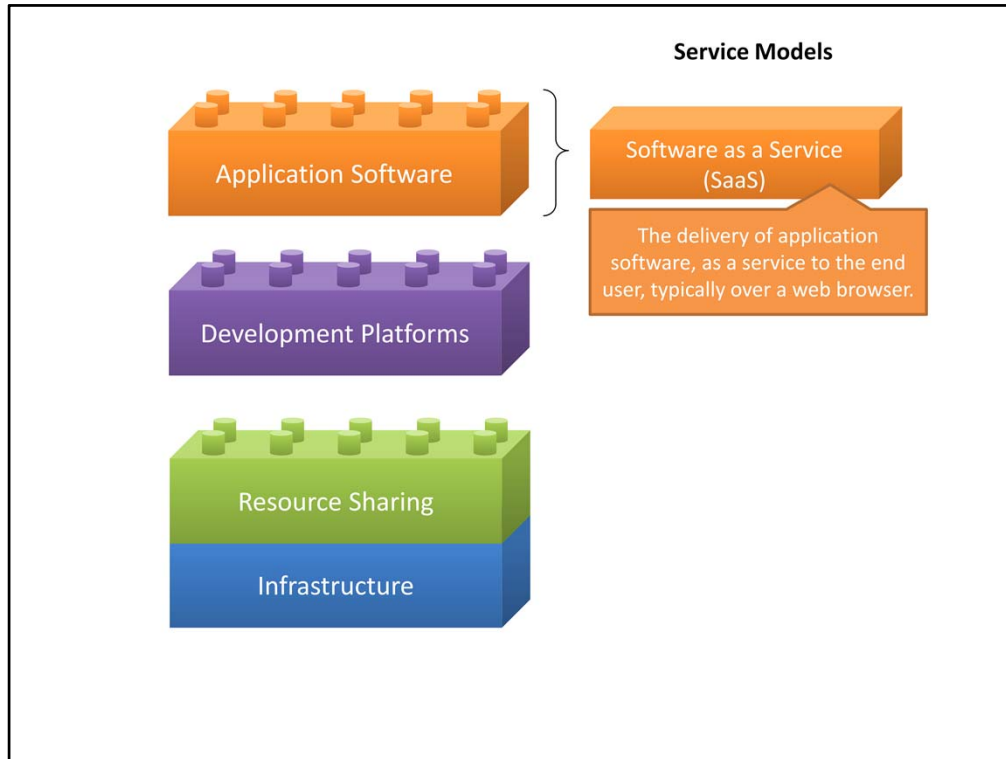 Service Models
Application Software
Software as a Service
(SaaS)
The delivery of application
software, as a service to the end
user, typically over a web browser.
Development Platforms
Resource Sharing
Infrastructure